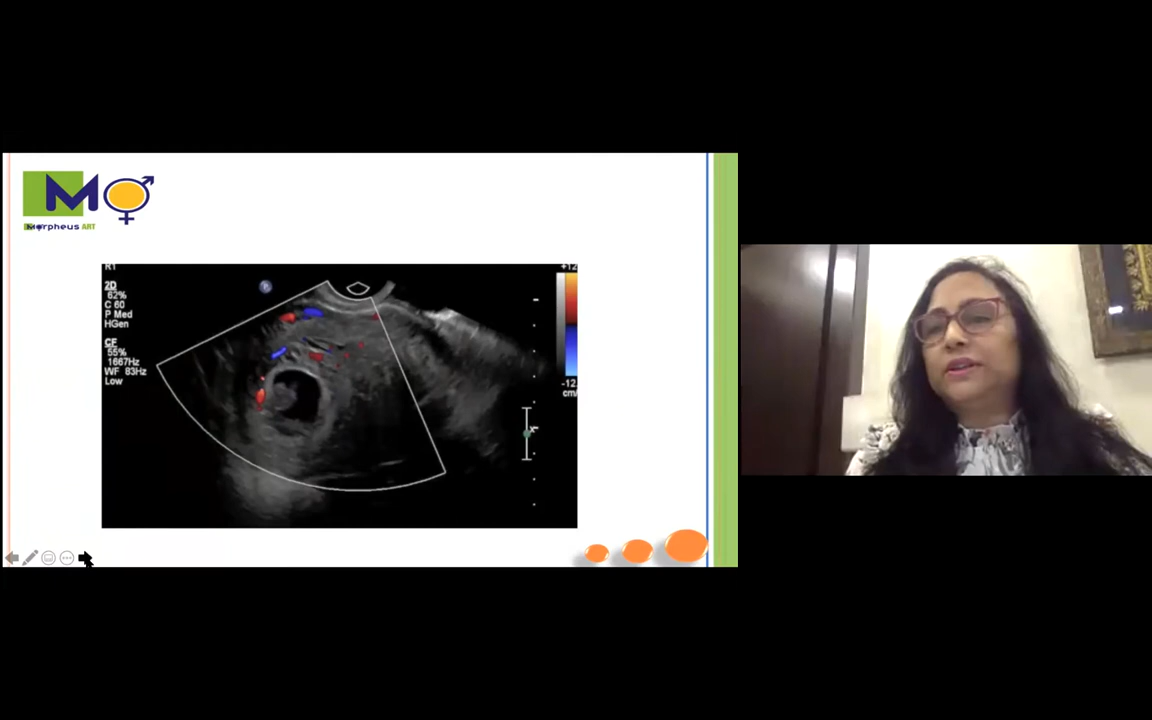 M
Morpheus ART
R1
2D
62%
C 60
P Med
HGen
CF
55%
1667Hz
WF 83Hz
Low
P
+12
-12.
cm/